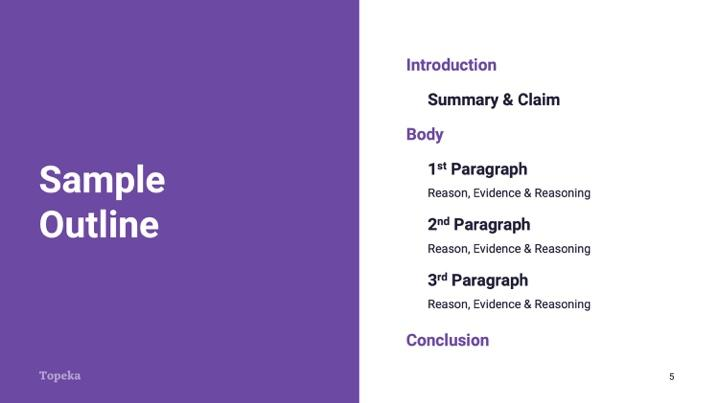 Sample
Outline
Topeka
Introduction
Summary & Claim
Body
1st Paragraph
Reason, Evidence & Reasoning
2nd Paragraph
Reason, Evidence & Reasoning
3rd Paragraph
Reason, Evidence & Reasoning
Conclusion
5